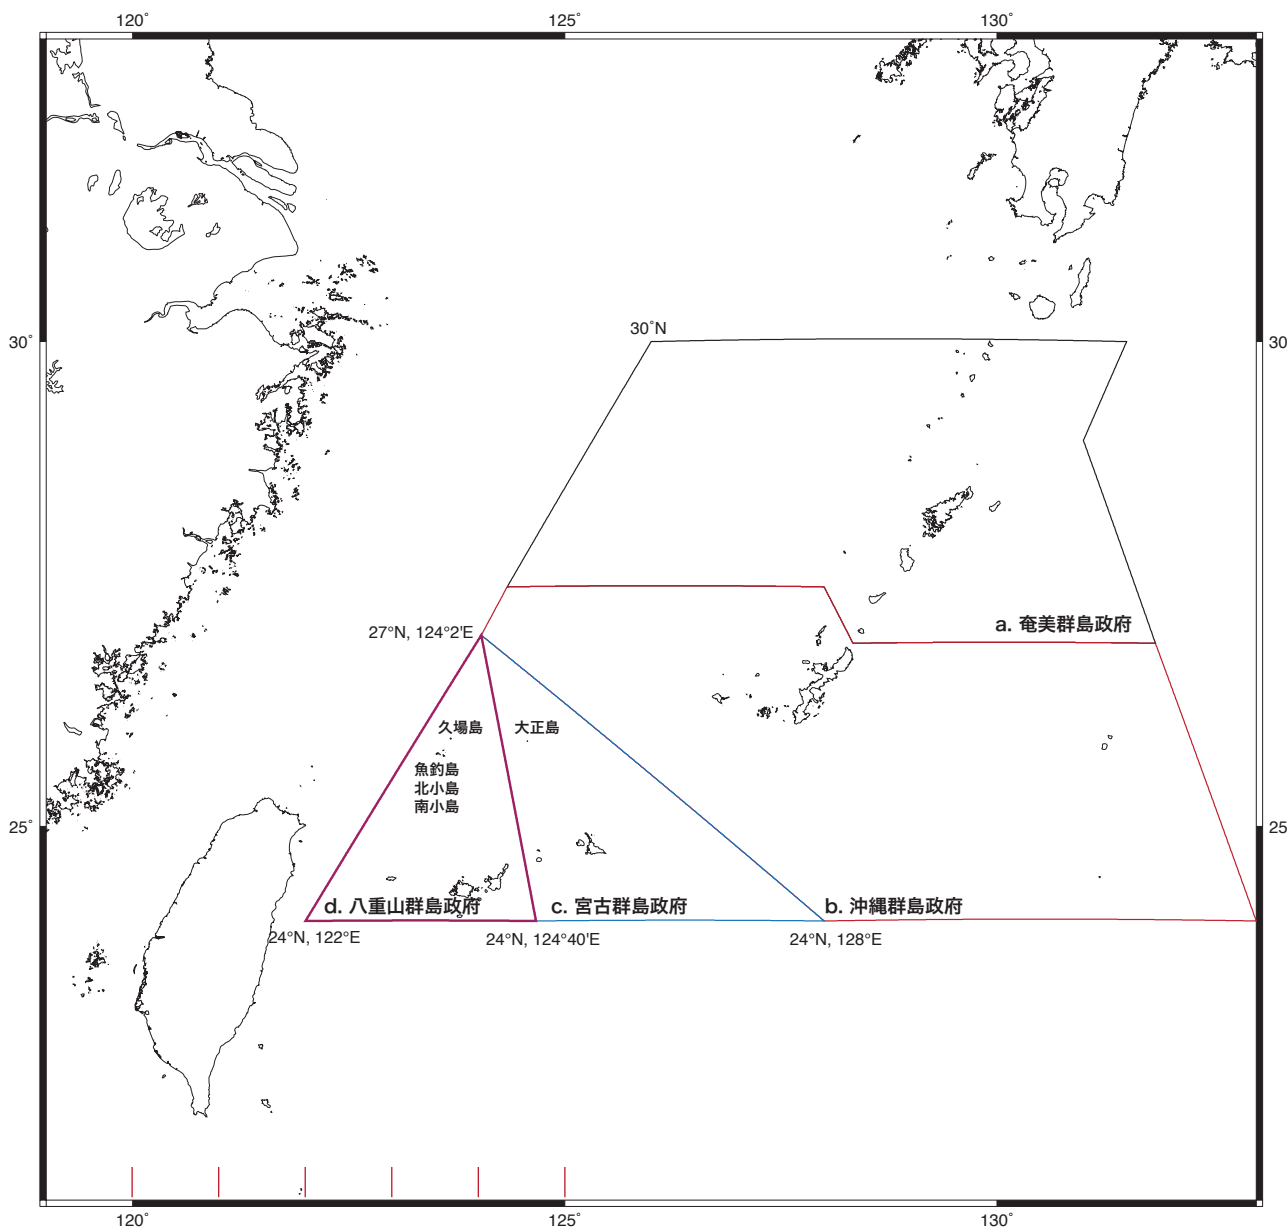 120°
125°
130°
30°
30
30°N
a. 奄美群島政府
27°N, 124°2'E
久場島
大正島
魚釣島
北小島
南小島
25°
25
d. 八重山群島政府
c. 宮古群島政府
b. 沖縄群島政府
24°N, 122°E
24°N, 124°40'E
24°N, 128°E
120°
125°
130°